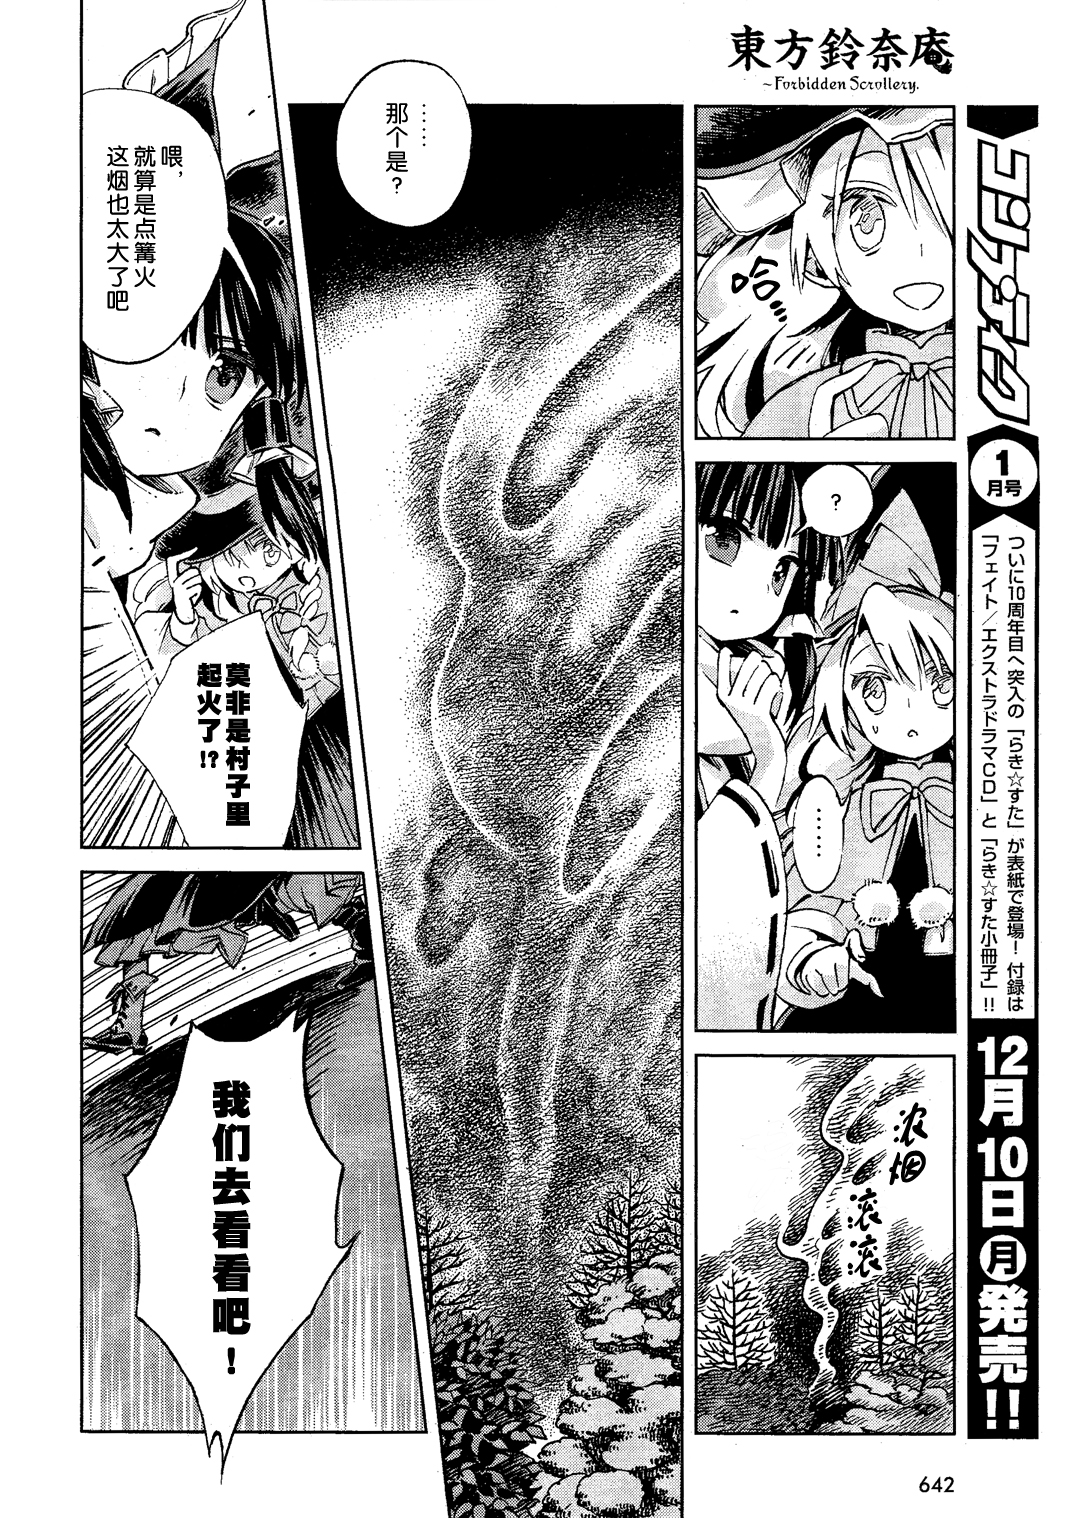 東方鈴奈庵
~Forbidden Scrollery.
コンプティーク
1
月号
ついに10周年目へ突入の「らき☆すた」が表紙で登場!付録は
「フェイト/エクストラドラマCD」と「らき☆すた小冊子」!!
12月10日(月)発売!!
哈…
?
……
浓烟
滚滚
……
那个是?
喂,
就算是点篝火
这烟也太大了吧
莫非是村子里
起火了!?
我们去看看吧!
642